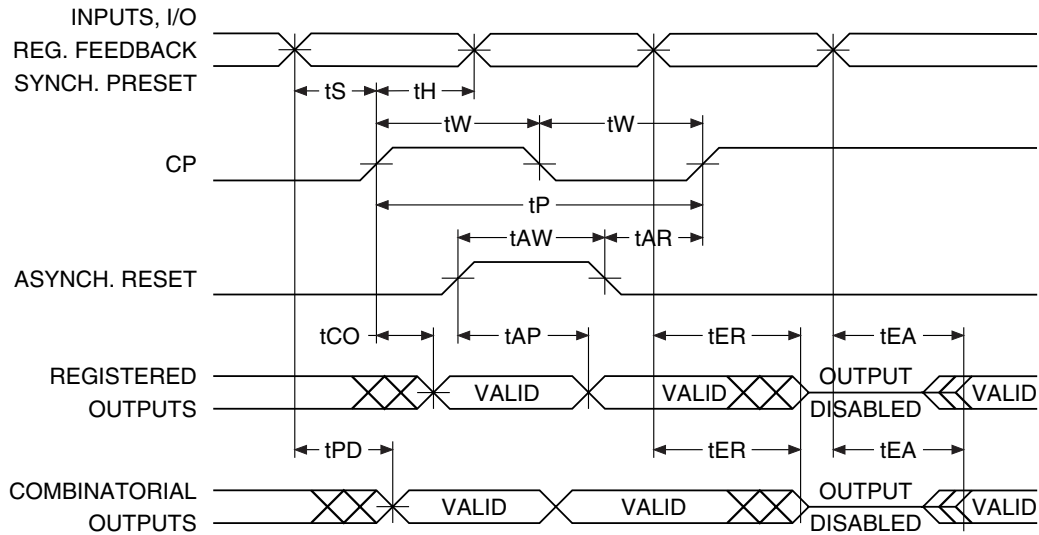 INPUTS, I/O
REG. FEEDBACK
SYNCH. PRESET
tS tH
tW tW
CP
tP
tAW tAR
ASYNCH. RESET
tCO tAP tER tEA
REGISTERED
OUTPUTS
VALID VALID OUTPUT
DISABLED VALID
tPD tER tEA
COMBINATORIAL
OUTPUTS
VALID VALID OUTPUT
DISABLED VALID